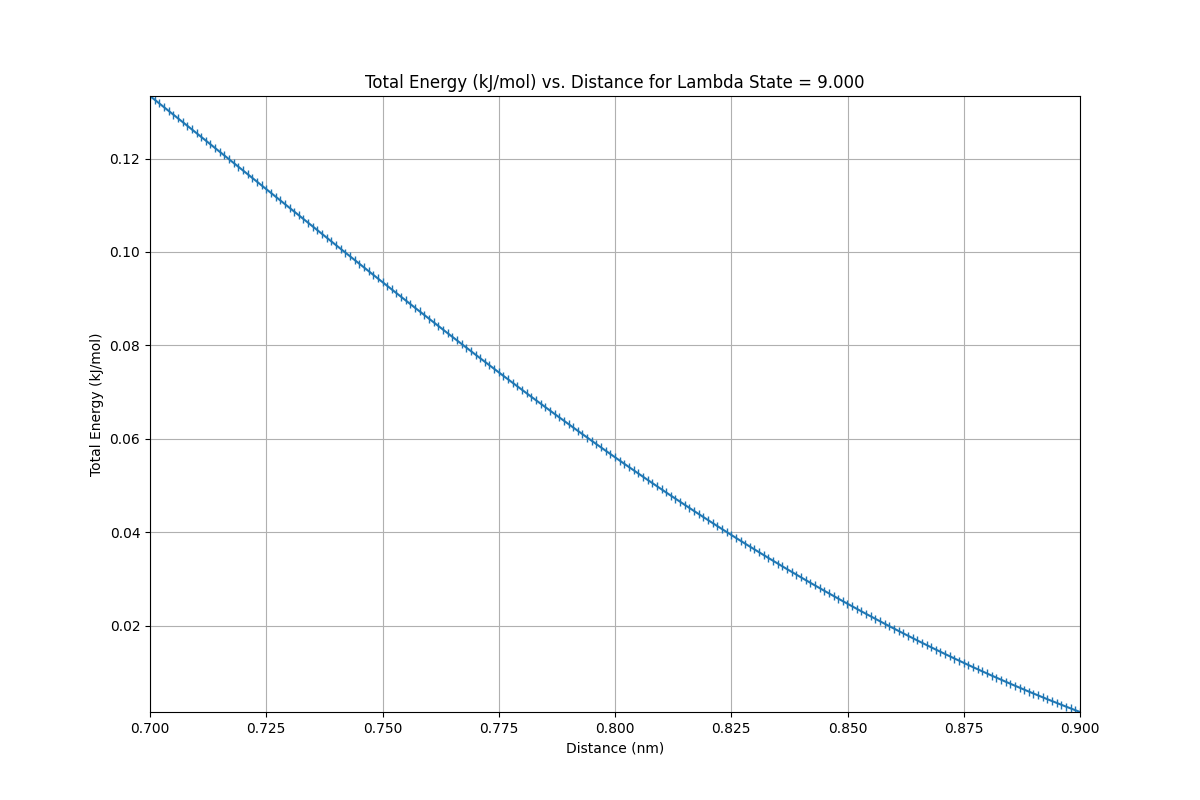 Total Energy (kJ/mol) vs. Distance for Lambda State = 9.000
0.12
0.10
0.08
0.06
0.04
0.02
Total Energy (kJ/mol)
0.700 0.725 0.750 0.775 0.800 0.825 0.850 0.875 0.900
Distance (nm)